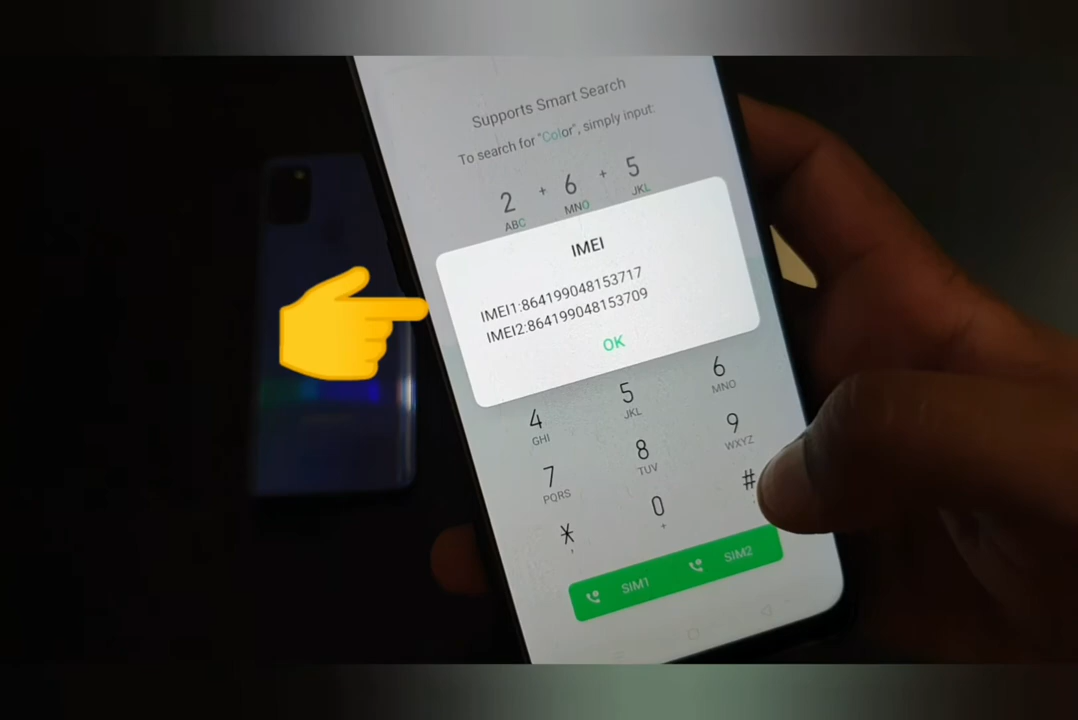 Supports Smart Search
To search for "Color", simply input:
2 + 6 + 5
ABC MNO JKL
IMEI
IMEI1:864199048153717
IMEI2:864199048153709
OK
4 5 6
GHI JKL MNO
7 8 9
PQRS TUV WXYZ
* 0 #
, +
SIM1 SIM2